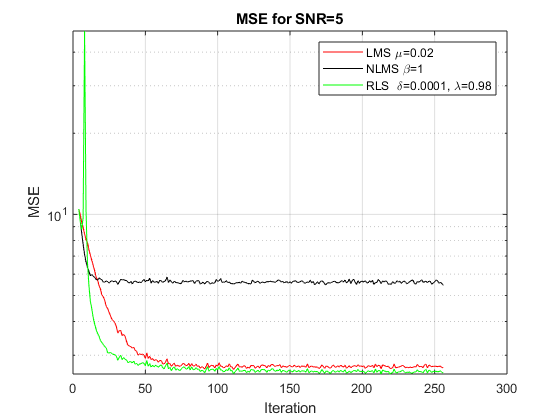 MSE for SNR=5
LMS μ=0.02
NLMS β=1
RLS δ=0.0001, λ=0.98
MSE
10¹
0 50 100 150 200 250 300
Iteration